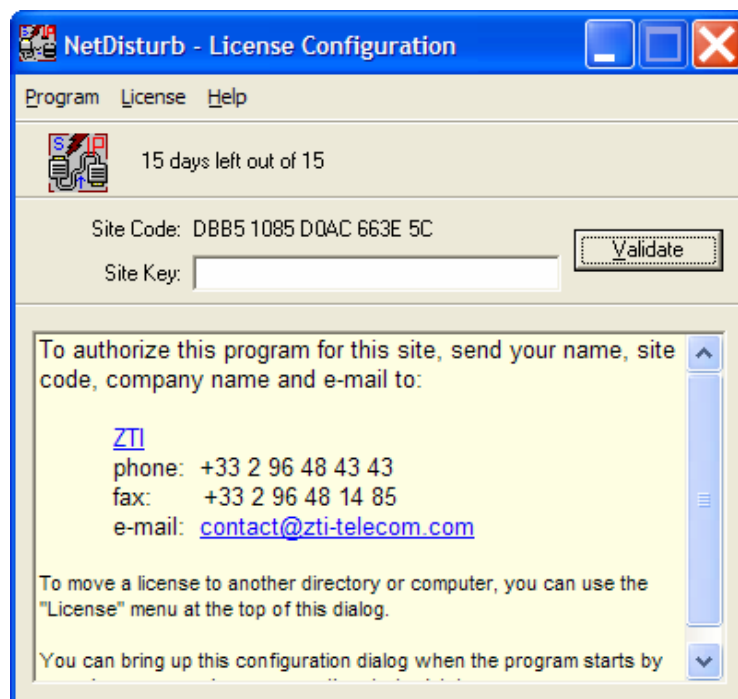 NetDisturb - License Configuration
Program License Help
15 days left out of 15
Site Code: DBB5 1085 D0AC 663E 5C
Validate
Site Key:
To authorize this program for this site, send your name, site
code, company name and e-mail to:
ZTI
phone: +33 2 96 48 43 43
fax: +33 2 96 48 14 85
e-mail: contact@zti-telecom.com
To move a license to another directory or computer, you can use the
"License" menu at the top of this dialog.
You can bring up this configuration dialog when the program starts by